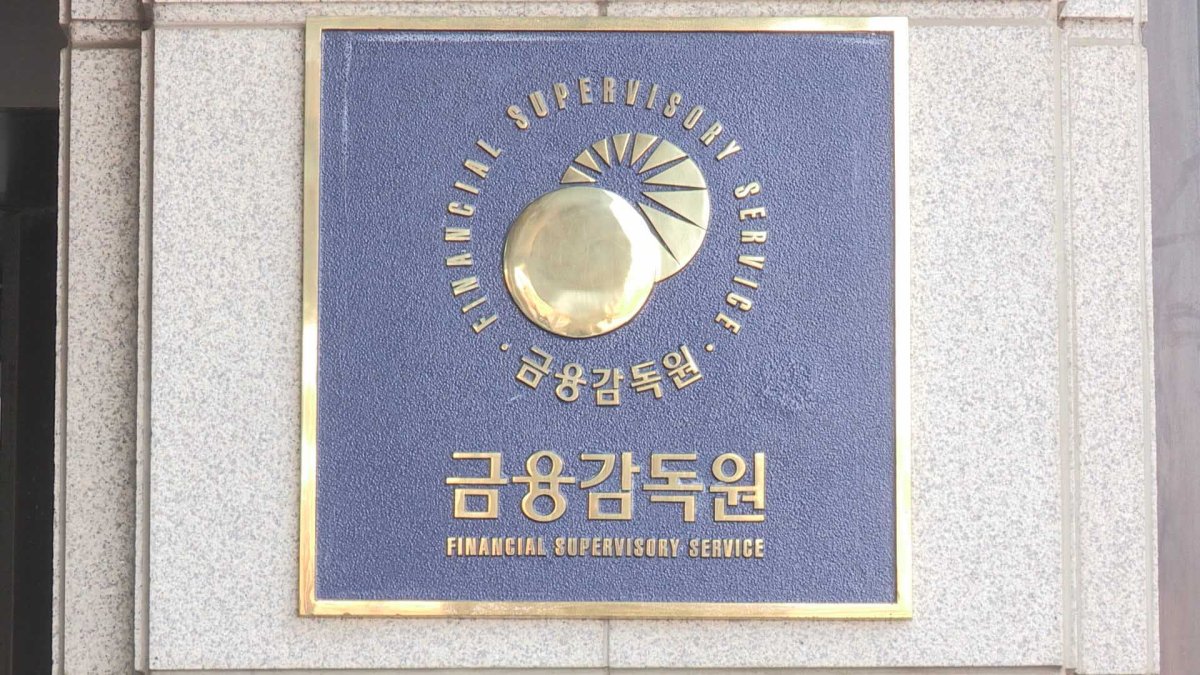 FINANCIAL SUPERVISORY SERVICE
· 금융감독원 ·
금융감독원
FINANCIAL SUPERVISORY SERVICE